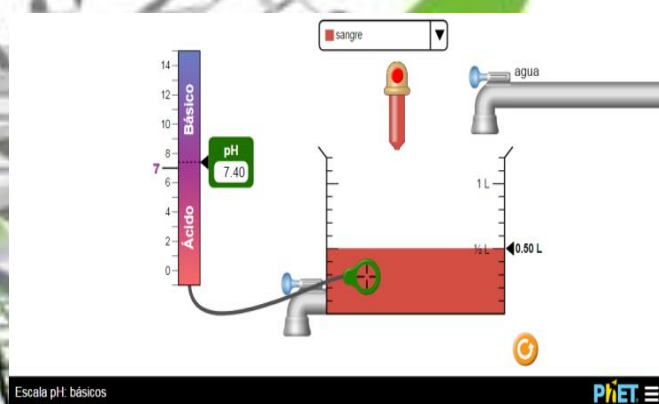 sangre
agua
14
12
10
8
7
6
4
2
0
Básico
Ácido
pH
7.40
1 L
½ L
0.50 L
Escala pH: básicos
PhET